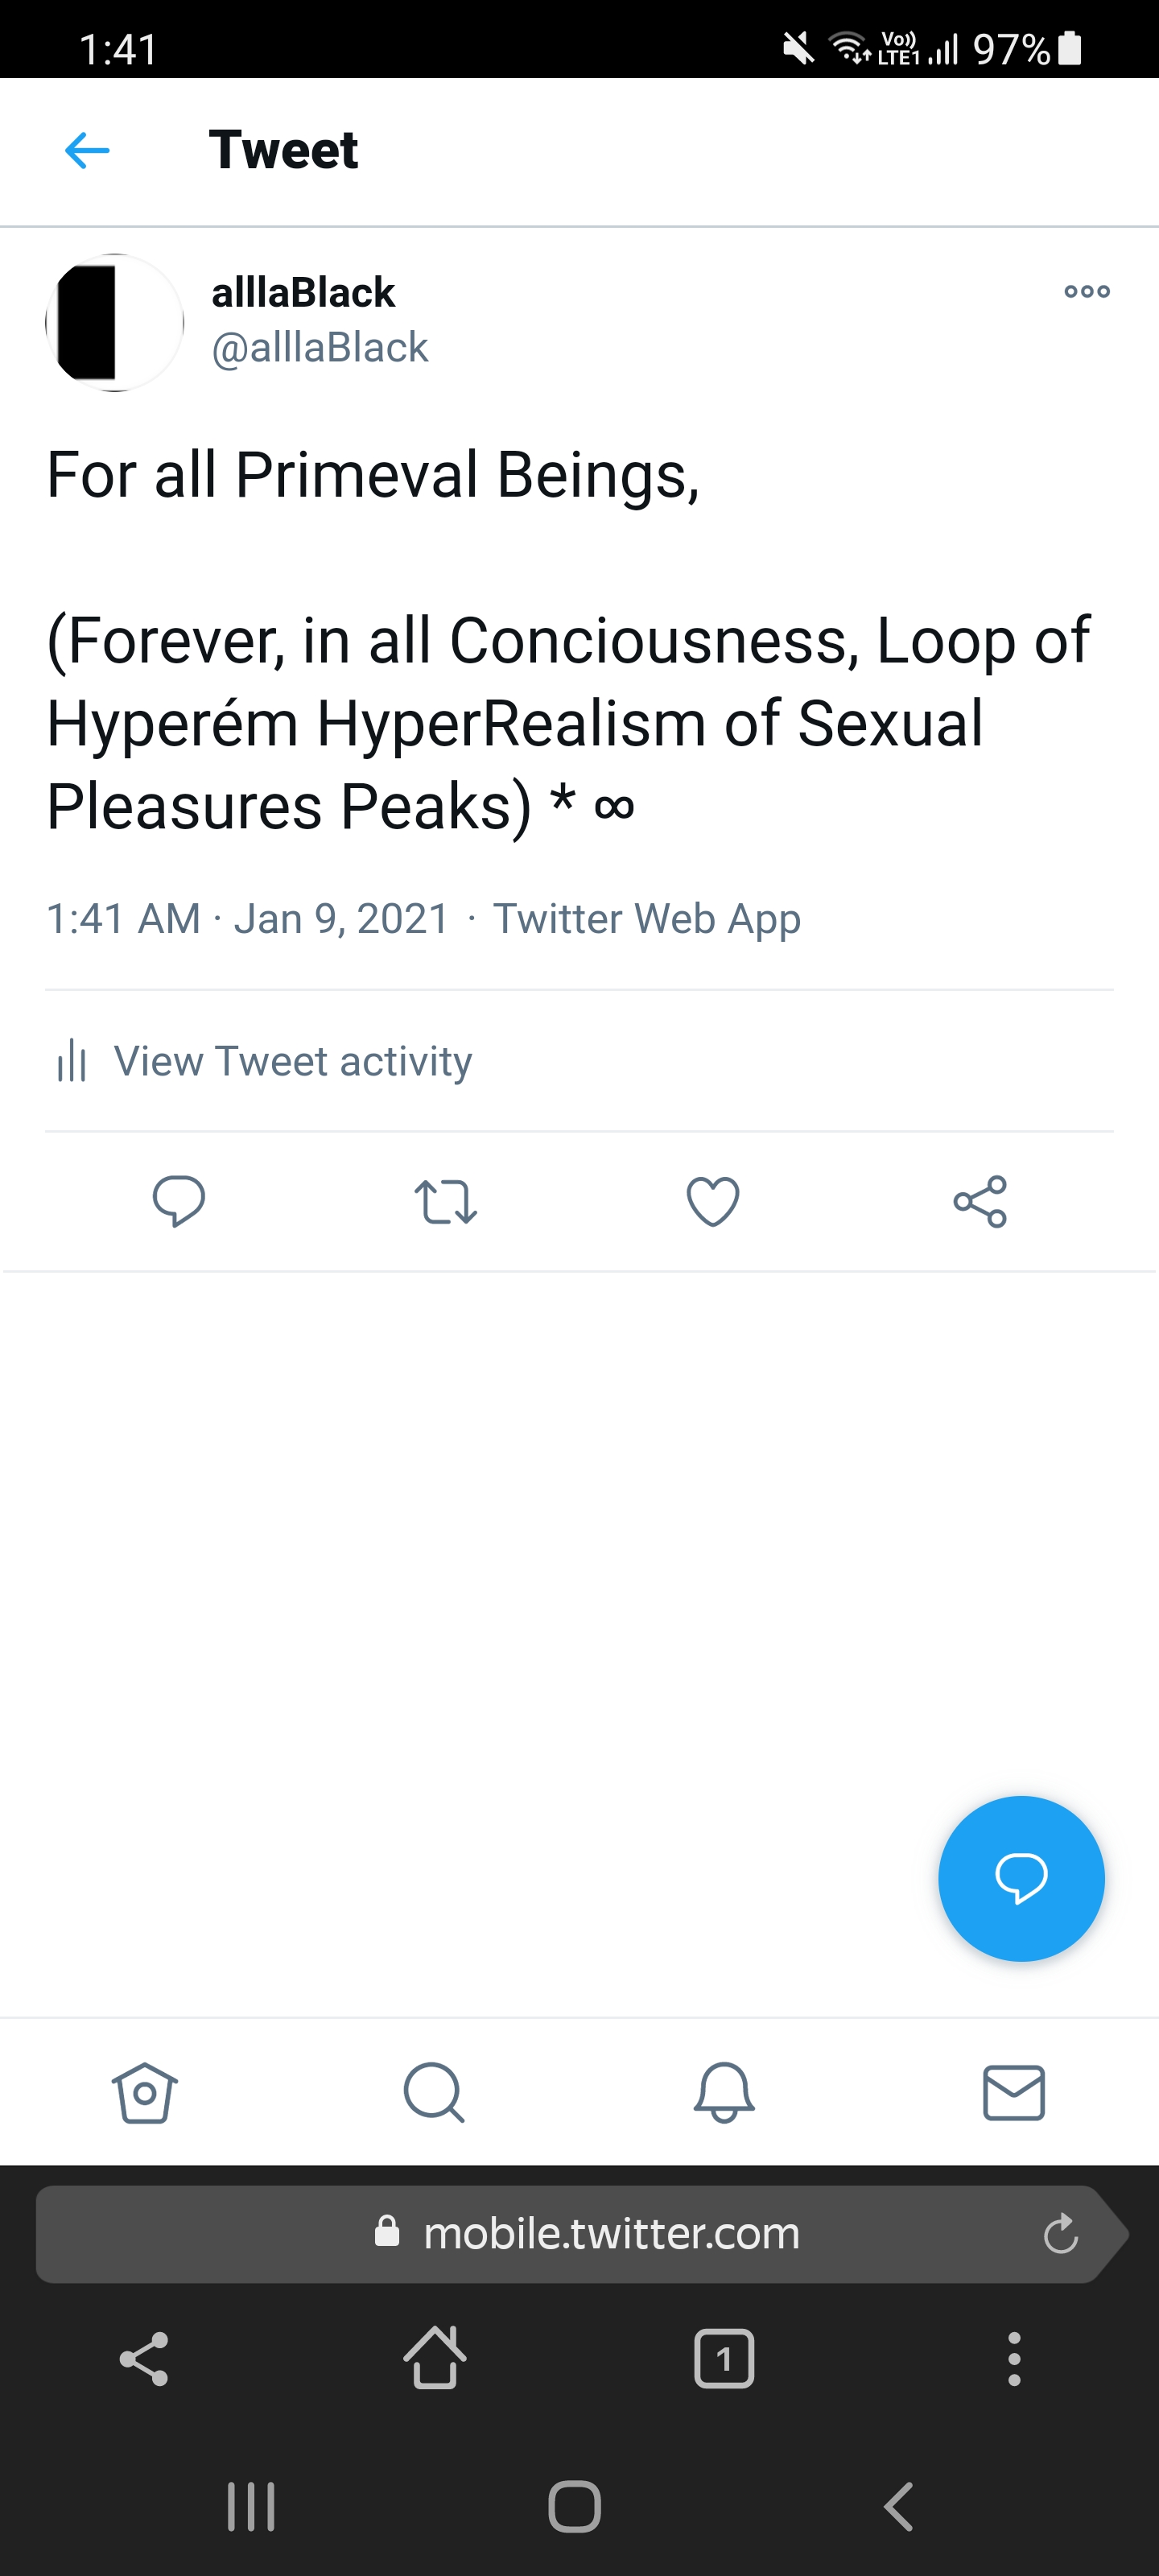 1:41 Vo)) LTE1 97%
Tweet
alllaBlack
@alllaBlack
For all Primeval Beings,
(Forever, in all Conciousness, Loop of
Hyperém HyperRealism of Sexual
Pleasures Peaks) * ∞
1:41 AM · Jan 9, 2021 · Twitter Web App
View Tweet activity
mobile.twitter.com
1